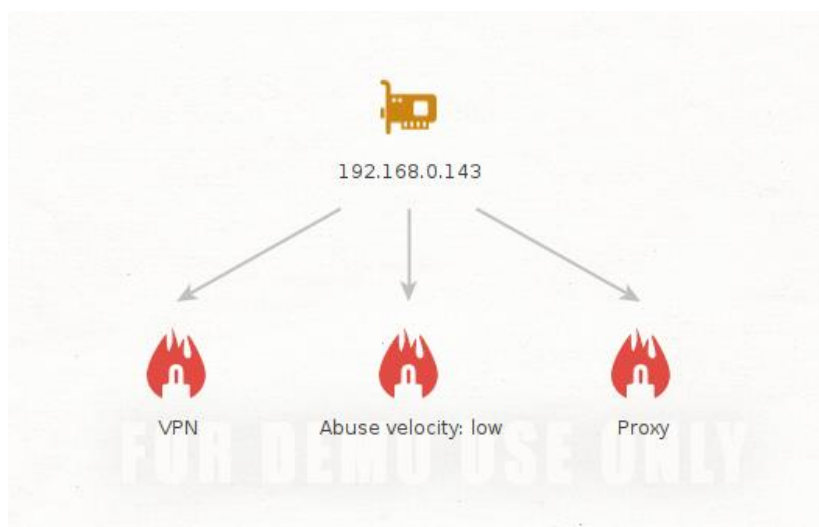 192.168.0.143
VPN
Abuse velocity: low
Proxy
FOR DEMO USE ONLY